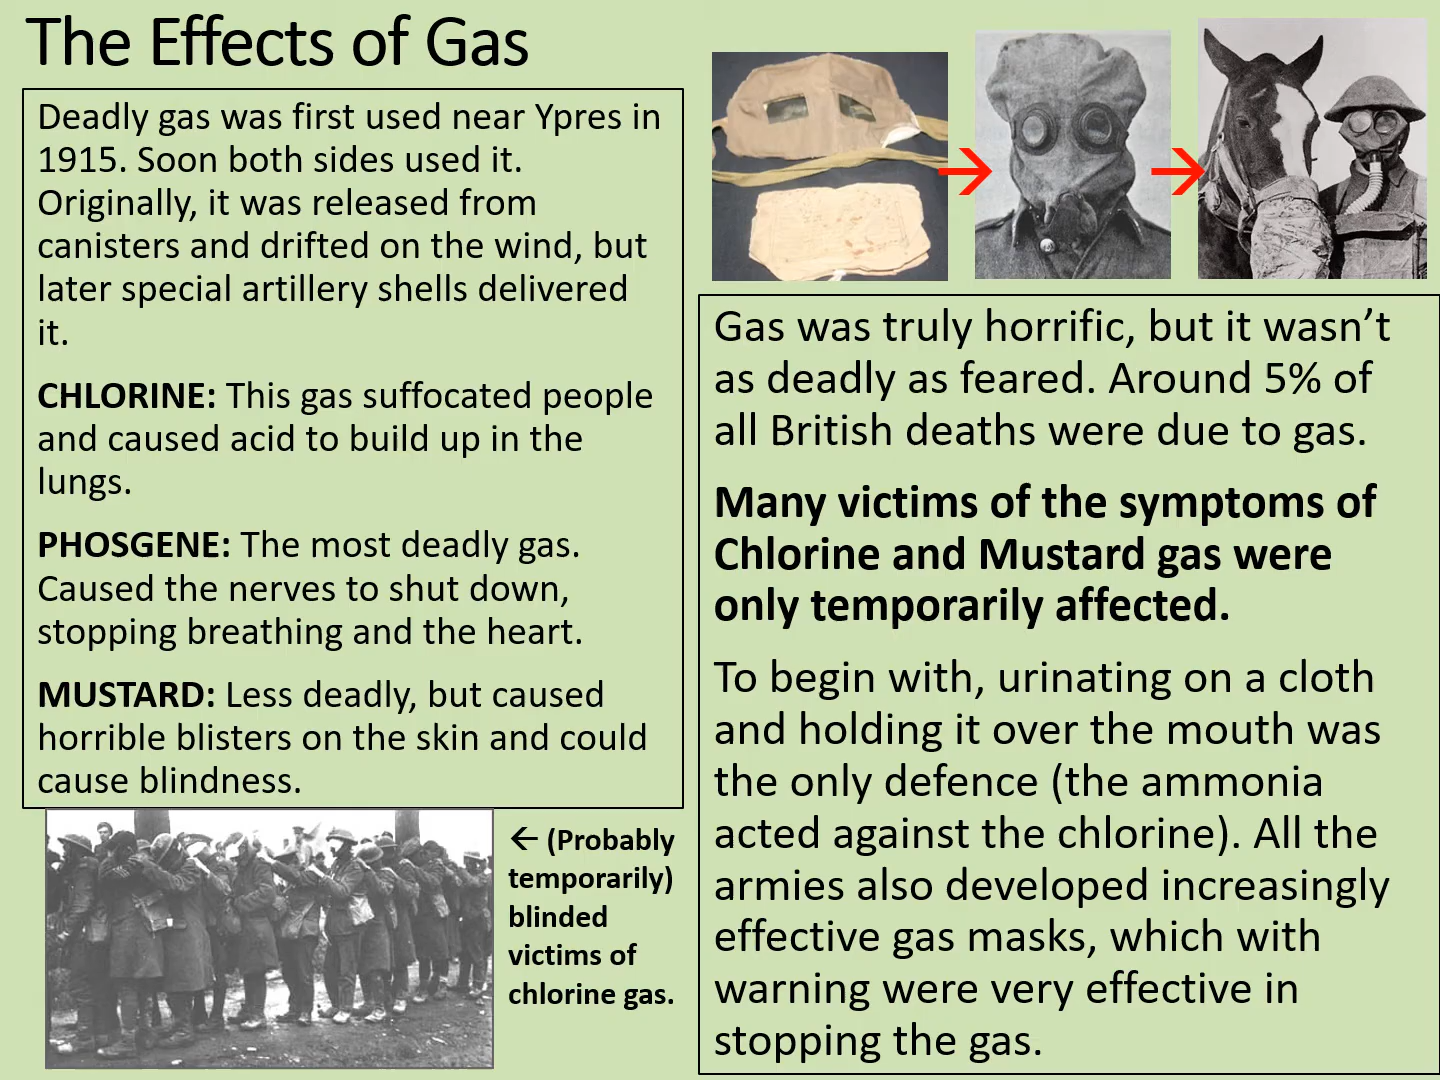 The Effects of Gas
Deadly gas was first used near Ypres in
1915. Soon both sides used it.
Originally, it was released from
canisters and drifted on the wind, but
later special artillery shells delivered
it.
CHLORINE: This gas suffocated people
and caused acid to build up in the
lungs.
PHOSGENE: The most deadly gas.
Caused the nerves to shut down,
stopping breathing and the heart.
MUSTARD: Less deadly, but caused
horrible blisters on the skin and could
cause blindness.
← (Probably
temporarily)
blinded
victims of
chlorine gas.
Gas was truly horrific, but it wasn’t
as deadly as feared. Around 5% of
all British deaths were due to gas.
Many victims of the symptoms of
Chlorine and Mustard gas were
only temporarily affected.
To begin with, urinating on a cloth
and holding it over the mouth was
the only defence (the ammonia
acted against the chlorine). All the
armies also developed increasingly
effective gas masks, which with
warning were very effective in
stopping the gas.